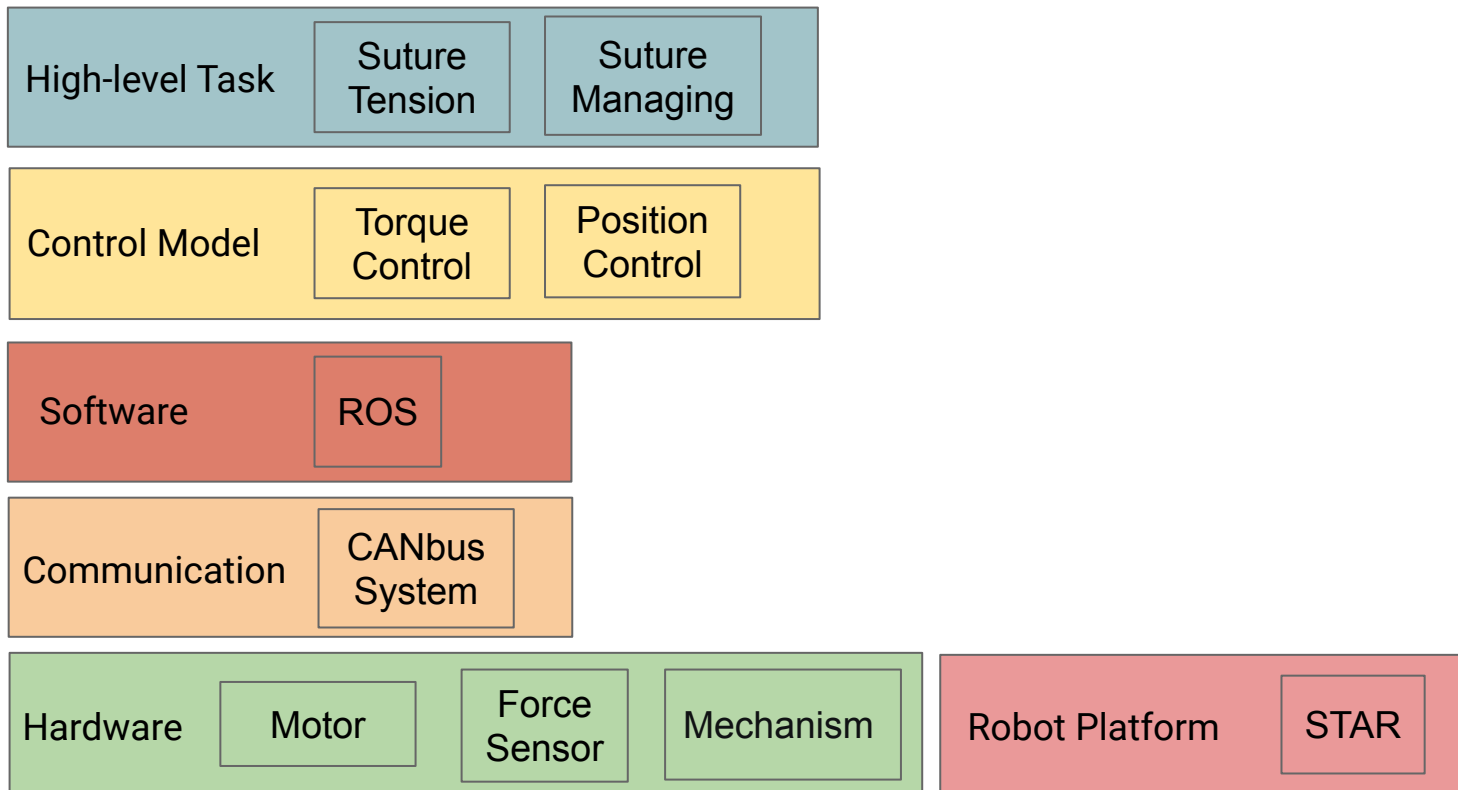 High-level Task
Suture
Tension
Suture
Managing
Control Model
Torque
Control
Position
Control
Software
ROS
Communication
CANbus
System
Hardware
Motor
Force
Sensor
Mechanism
Robot Platform
STAR